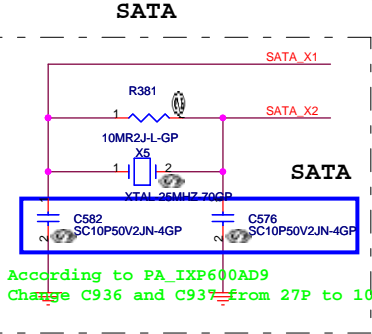 SATA
SATA_X1
R381
1
2
SATA_X2
10MR2J-L-GP
X5
1
2
SATA
XTAL-25MHZ-70GP
1
C582
SC10P50V2JN-4GP
2
1
C576
SC10P50V2JN-4GP
2
According to PA_IXP600AD9
Change C936 and C937 from 27P to 10